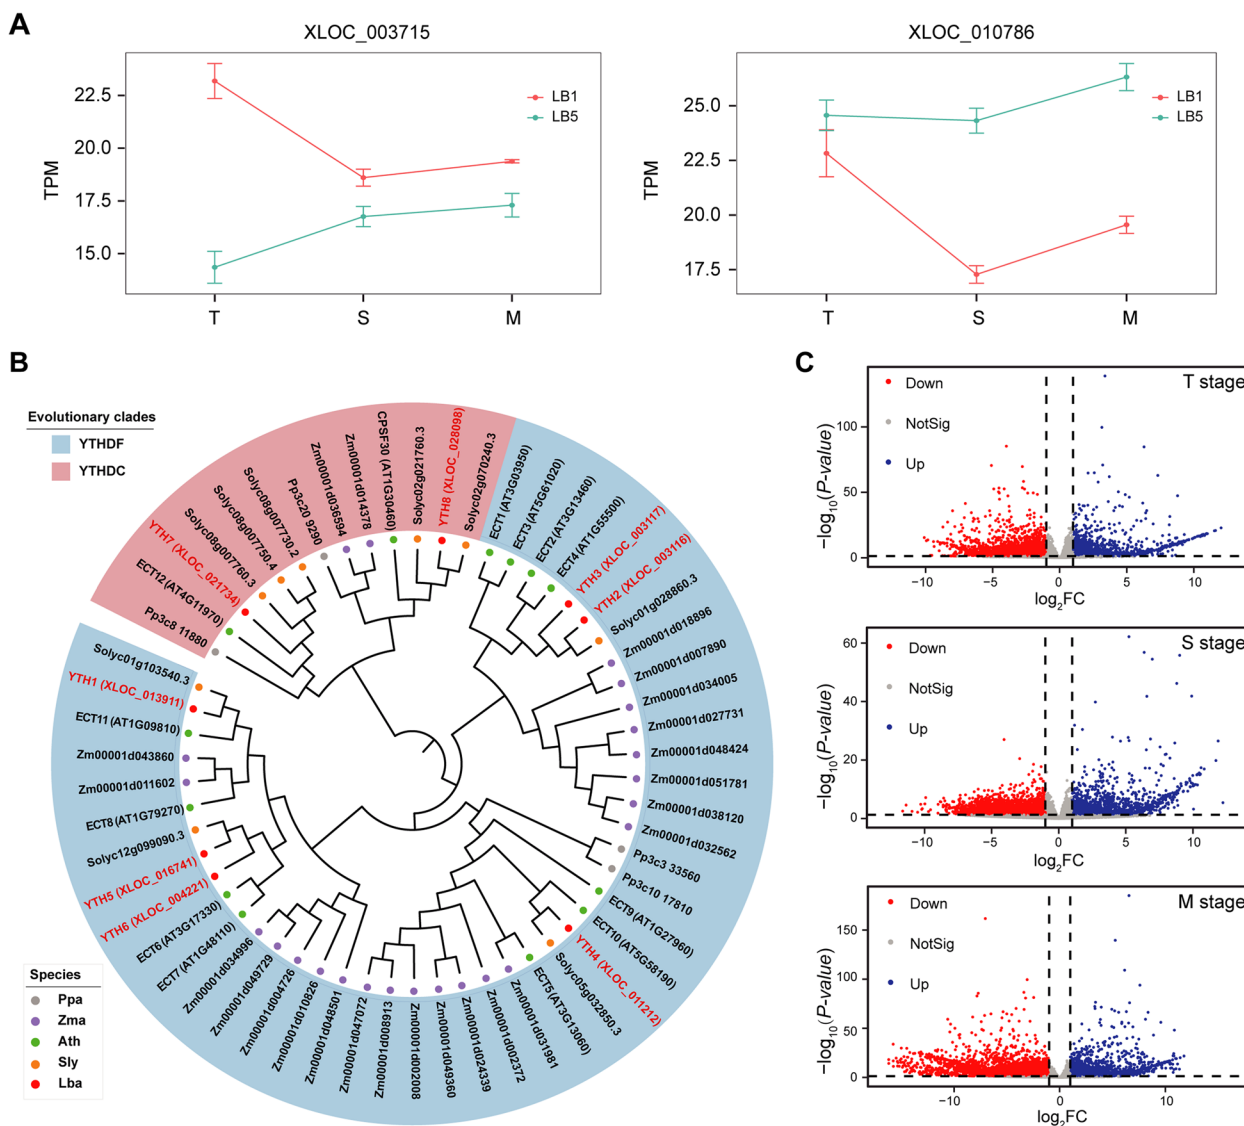 A
XLOC_003715
TPM
22.5
20.0
17.5
15.0
T S M
LB1
LB5
XLOC_010786
TPM
25.0
22.5
20.0
17.5
T S M
LB1
LB5
B
Evolutionary clades
YTHDF
YTHDC
Pp3c8 11880
ECT12 (AT4G11970)
YTH7 (XLOC_021734)
Solyc08g007760.3
Solyc08g007750.4
Solyc08g007730.2
Pp3c20 9290
Zm00001d036594
Zm00001d014378
CPSF30 (AT1G30460)
Solyc02g021760.3
YTH8 (XLOC_028098)
Solyc02g070240.3
ECT1 (AT3G03950)
ECT3 (AT5G61020)
ECT2 (AT3G13460)
ECT4 (AT1G55500)
YTH3 (XLOC_003117)
YTH2 (XLOC_003116)
Solyc01g028860.3
Zm00001d018896
Zm00001d007890
Zm00001d034005
Zm00001d027731
Zm00001d048424
Zm00001d051781
Zm00001d038120
Zm00001d032562
Pp3c3 33560
Pp3c10 17810
ECT9 (AT1G27960)
ECT10 (AT5G58190)
YTH4 (XLOC_011212)
Solyc05g032850.3
ECT5 (AT3G13060)
Zm00001d031961
Zm00001d002372
Zm00001d024339
Zm00001d049360
Zm00001d002008
Zm00001d008913
Zm00001d047072
Zm00001d048501
Zm00001d010826
Zm00001d004726
Zm00001d049729
Zm00001d034996
ECT7 (AT1G48110)
ECT6 (AT3G17330)
YTH6 (XLOC_004221)
YTH5 (XLOC_016741)
Solyc12g099090.3
ECT8 (AT1G79270)
Zm00001d011602
Zm00001d043860
ECT11 (AT1G09810)
YTH1 (XLOC_013911)
Solyc01g103540.3
Species
Ppa
Zma
Ath
Sly
Lba
C
T stage
Down
NotSig
Up
−log10(P-value)
100
50
0
−10 −5 0 5 10
log2FC
S stage
Down
NotSig
Up
−log10(P-value)
60
40
20
0
−10 −5 0 5 10
log2FC
M stage
Down
NotSig
Up
−log10(P-value)
150
100
50
0
−10 0 10
log2FC